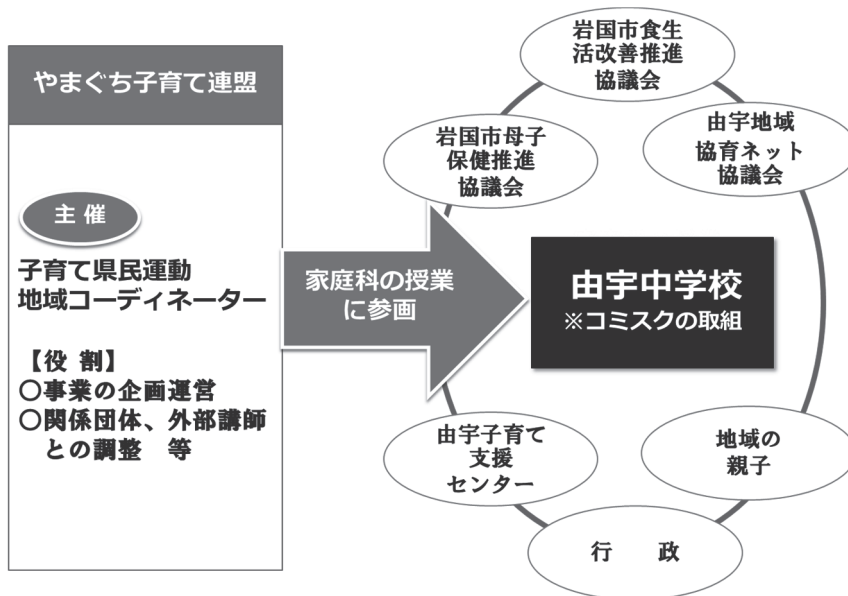 やまぐち子育て連盟
主 催
子育て県民運動
地域コーディネーター
【役 割】
○事業の企画運営
○関係団体、外部講師
との調整 等
家庭科の授業
に参画
岩国市食生
活改善推進
協議会
岩国市母子
保健推進
協議会
由宇地域
協育ネット
協議会
由宇中学校
※コミスクの取組
由宇子育て
支援
センター
地域の
親子
行 政